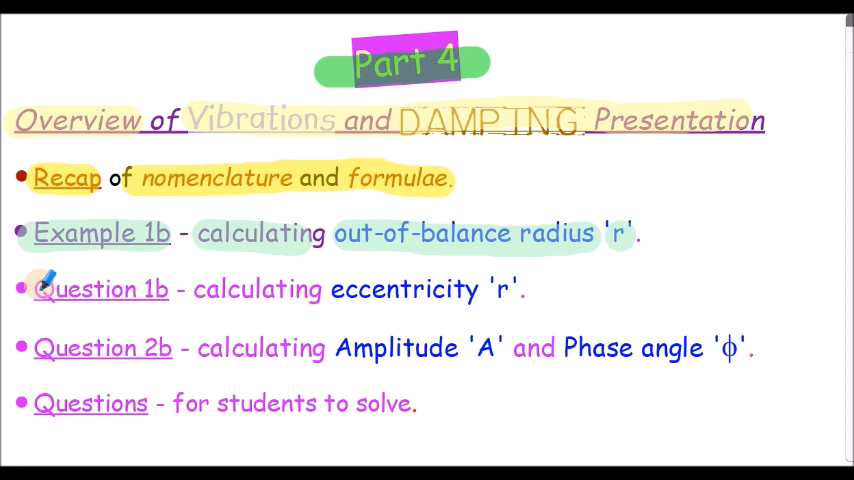 Part 4
Overview of Vibrations and DAMPING Presentation
• Recap of nomenclature and formulae.
• Example 1b - calculating out-of-balance radius 'r'.
• Question 1b - calculating eccentricity 'r'.
• Question 2b - calculating Amplitude 'A' and Phase angle 'ϕ'.
• Questions - for students to solve.